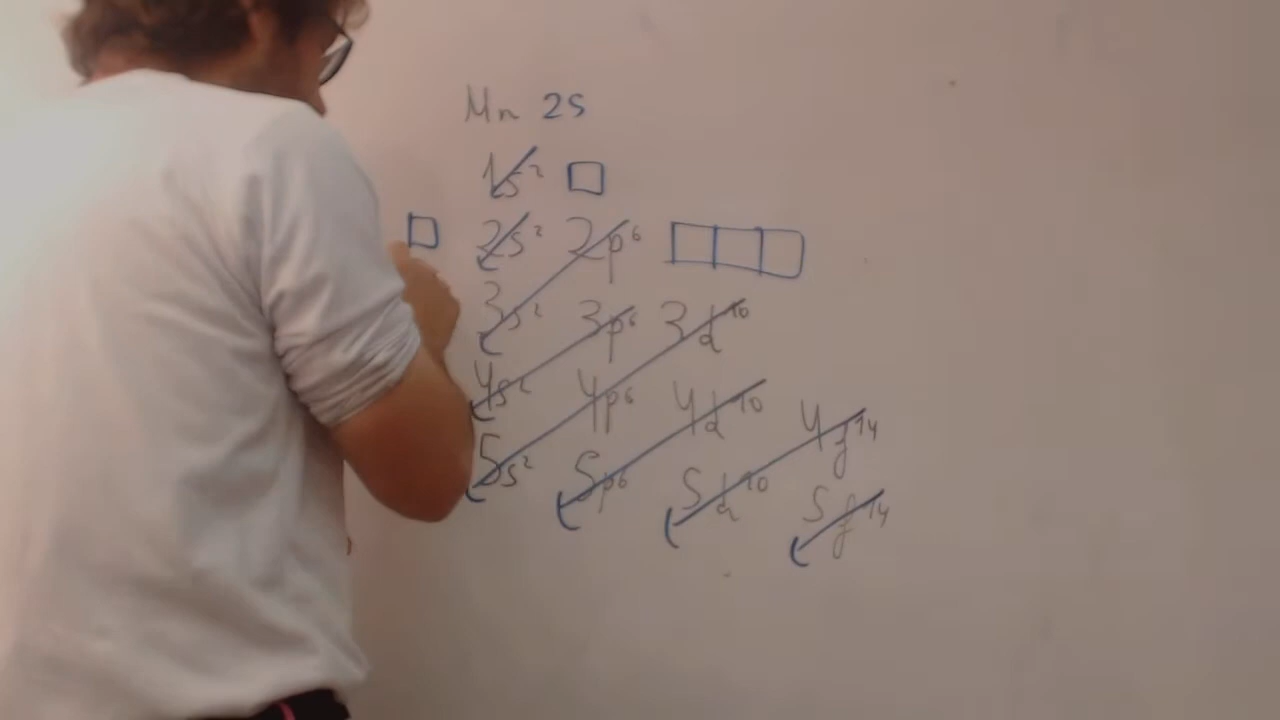 Mn 25
1s²
2s² 2p⁶
3s² 3p⁶ 3d¹⁰
4s² 4p⁶ 4d¹⁰ 4f¹⁴
5s² 5p⁶ 5d¹⁰ 5f¹⁴